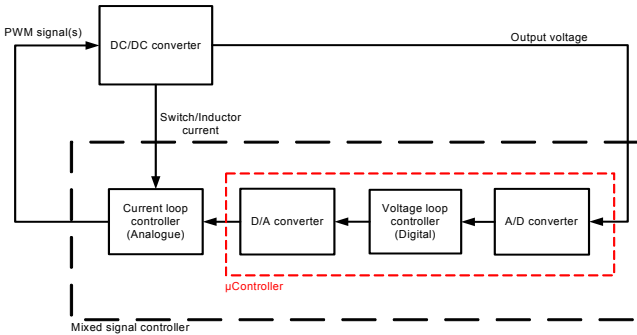 PWM signal(s)
DC/DC converter
Output voltage
Switch/Inductor
current
Current loop
controller
(Analogue)
D/A converter
Voltage loop
controller
(Digital)
A/D converter
µController
Mixed signal controller